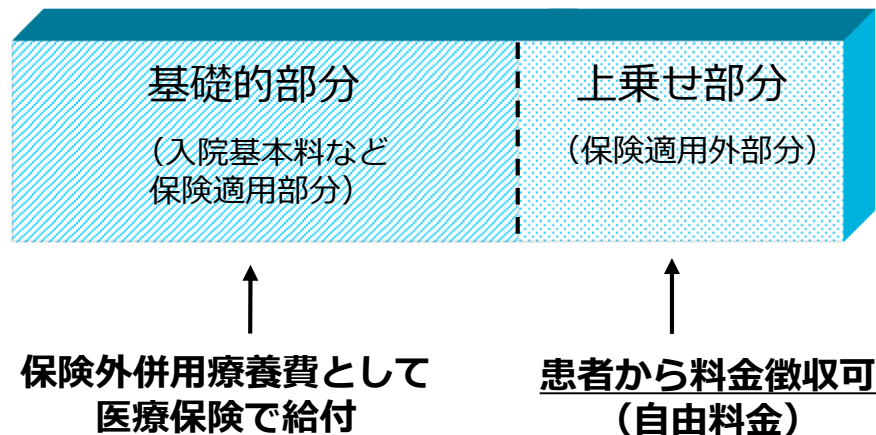 基礎的部分
（入院基本料など
保険適用部分）
上乗せ部分
（保険適用外部分）
保険外併用療養費として
医療保険で給付
患者から料金徴収可
（自由料金）